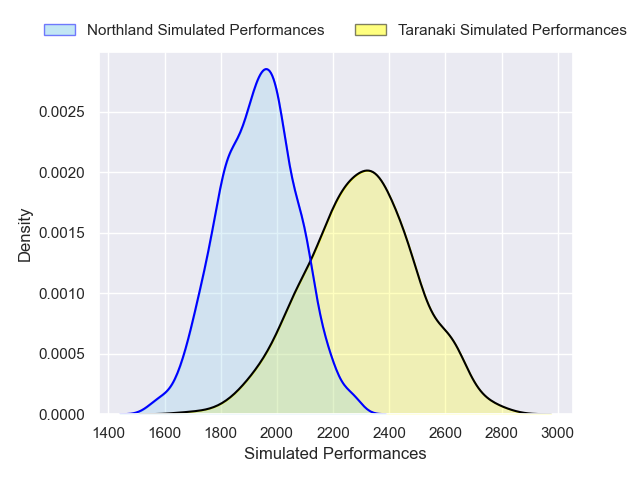 Northland Simulated Performances Taranaki Simulated Performances
0.0025
0.0020
0.0015
0.0010
0.0005
0.0000
Density
1400 1600 1800 2000 2200 2400 2600 2800 3000
Simulated Performances